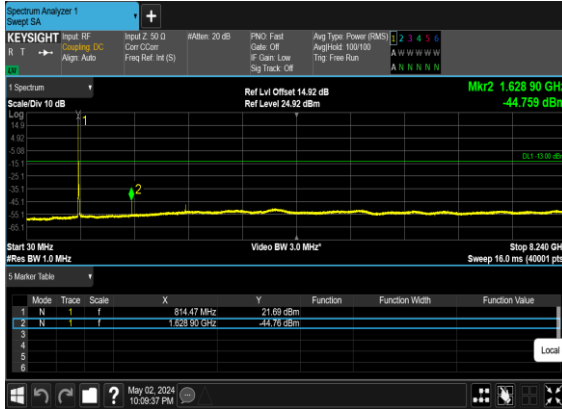 Spectrum Analyzer 1
Swept SA
+
KEYSIGHT Input: RF Input Z: 50 Ω #Atten: 20 dB PNO: Fast Avg Type: Power (RMS) 1 2 3 4 5 6
R T Coupling: DC Corr CCorr Gate: Off Avg|Hold: 100/100 A W W W W W
Align: Auto Freq Ref: Int (S) IF Gain: Low Trig: Free Run
Sig Track: Off A N N N N N
1 Spectrum Ref Lvl Offset 14.92 dB Mkr2 1.628 90 GHz
Scale/Div 10 dB Ref Level 24.92 dBm -44.759 dBm
Log
14.9
4.92
-5.08
-15.1
-25.1
-35.1
-45.1
-55.1
-65.1
1
2
DL1 -13.00 dBm
Start 30 MHz Video BW 3.0 MHz* Stop 8.240 GHz
#Res BW 1.0 MHz Sweep 16.0 ms (40001 pts)
5 Marker Table
Mode Trace Scale X Y Function Function Width Function Value
1 N 1 f 814.47 MHz 21.69 dBm
2 N 1 f 1.628 90 GHz -44.76 dBm
3
4
5
6
Local
? May 02, 2024
10:09:37 PM